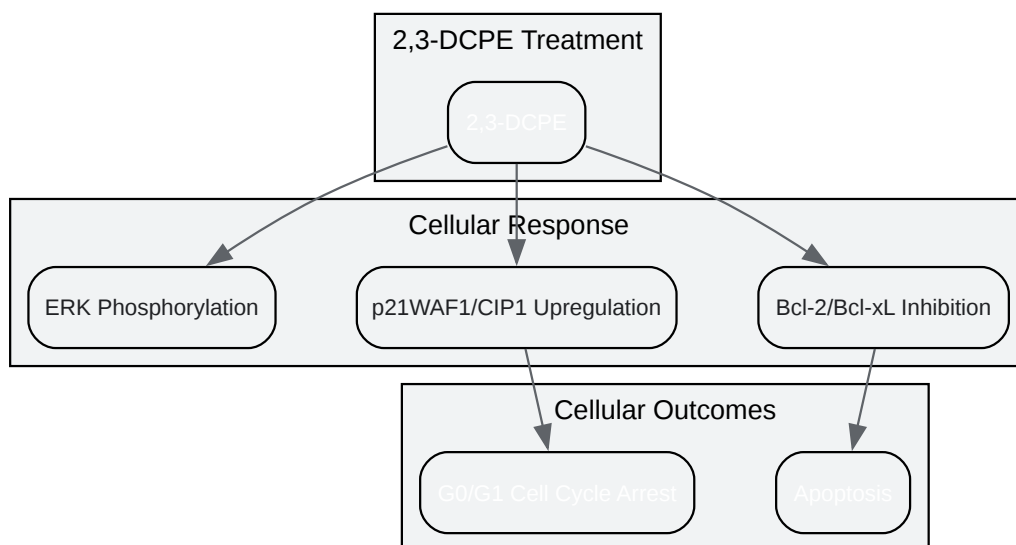 2,3-DCPE Treatment
2,3-DCPE
Cellular Response
ERK Phosphorylation
p21WAF1/CIP1 Upregulation
Bcl-2/Bcl-xL Inhibition
Cellular Outcomes
G0/G1 Cell Cycle Arrest
Apoptosis